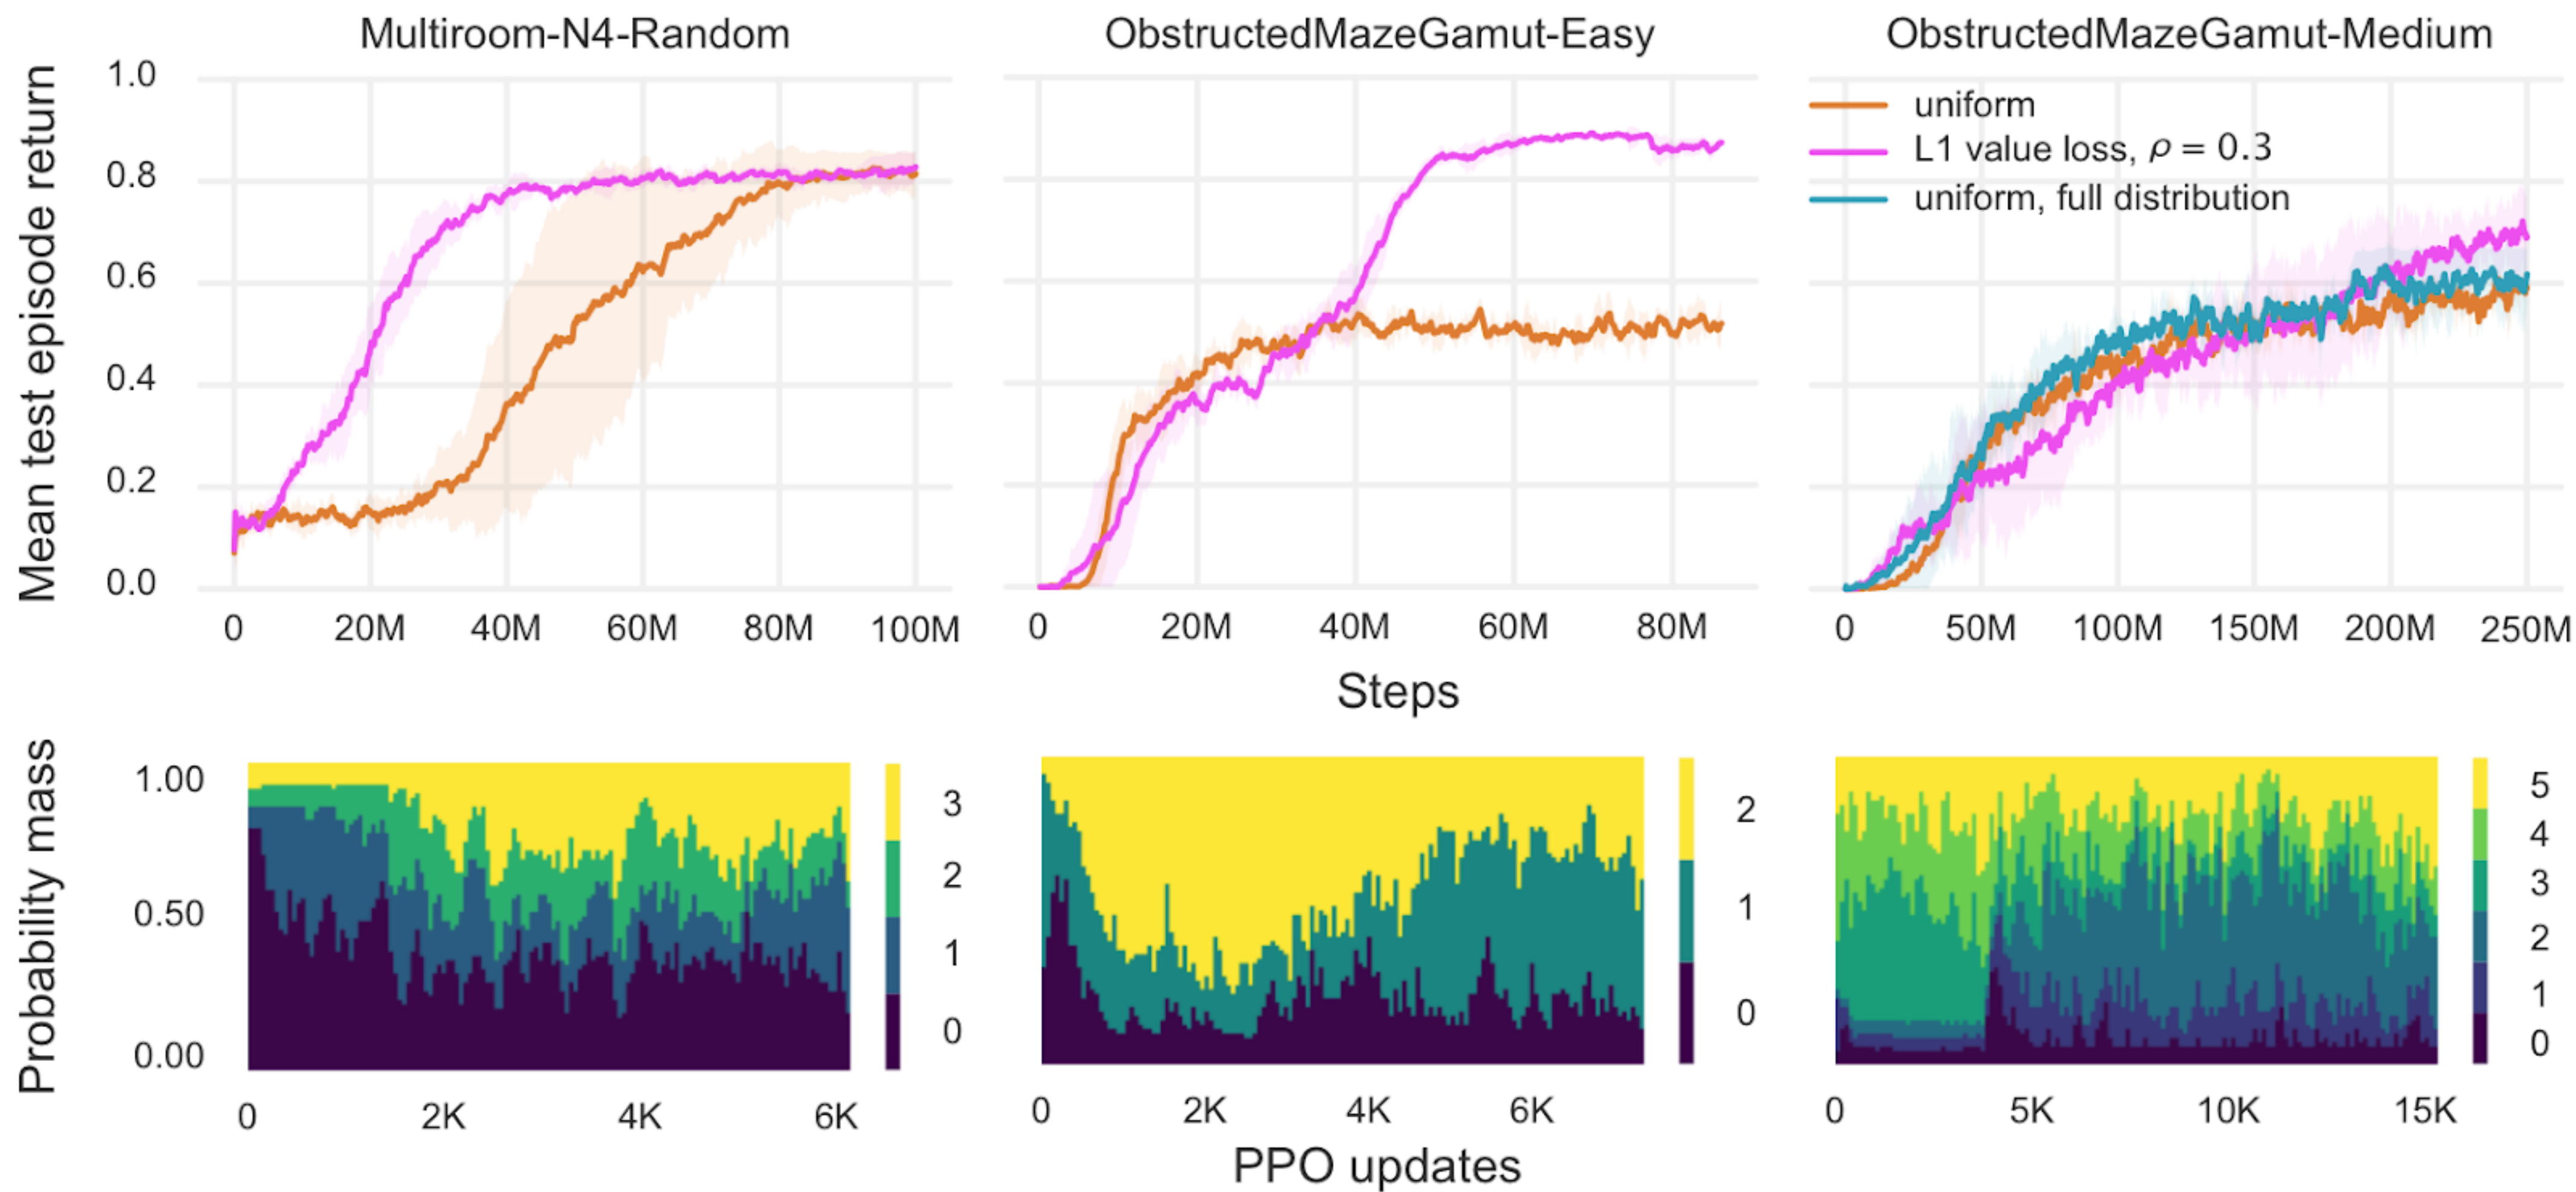 Multiroom-N4-Random
ObstructedMazeGamut-Easy
ObstructedMazeGamut-Medium
Mean test episode return
1.0
0.8
0.6
0.4
0.2
0.0
uniform
L1 value loss, ρ = 0.3
uniform, full distribution
0 20M 40M 60M 80M 100M
0 20M 40M 60M 80M
0 50M 100M 150M 200M 250M
Steps
Probability mass
1.00
0.50
0.00
3
2
1
0
2
1
0
5
4
3
2
1
0
0 2K 4K 6K
0 2K 4K 6K
0 5K 10K 15K
PPO updates